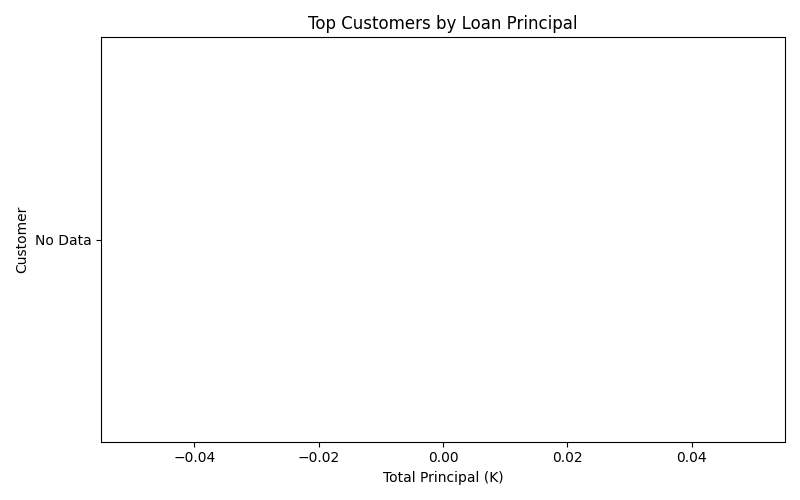 Top Customers by Loan Principal
Customer
No Data
−0.04 −0.02 0.00 0.02 0.04
Total Principal (K)